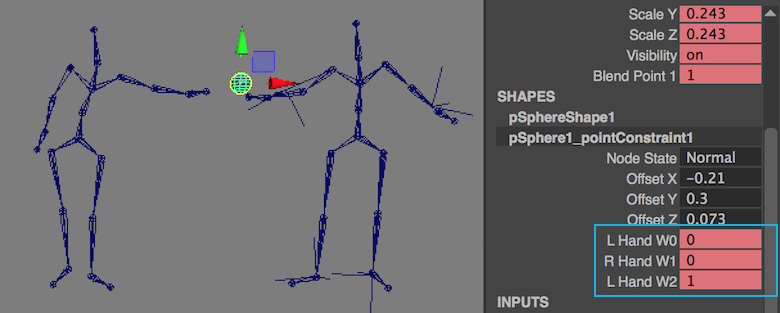 Scale Y 0.243
Scale Z 0.243
Visibility on
Blend Point 1 1
SHAPES
pSphereShape1
pSphere1_pointConstraint1
Node State Normal
Offset X -0.21
Offset Y 0.3
Offset Z 0.073
L Hand W0 0
R Hand W1 0
L Hand W2 1
INPUTS